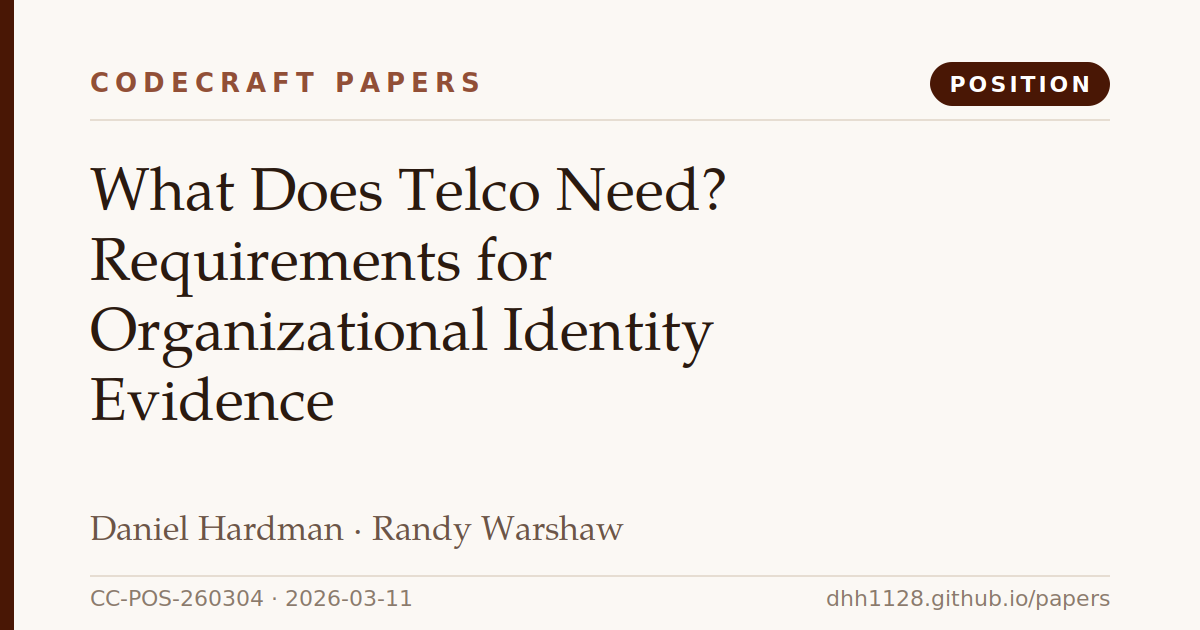 CODECRAFT PAPERS
POSITION
What Does Telco Need?
Requirements for
Organizational Identity
Evidence
Daniel Hardman · Randy Warshaw
CC-POS-260304 · 2026-03-11
dhh1128.github.io/papers